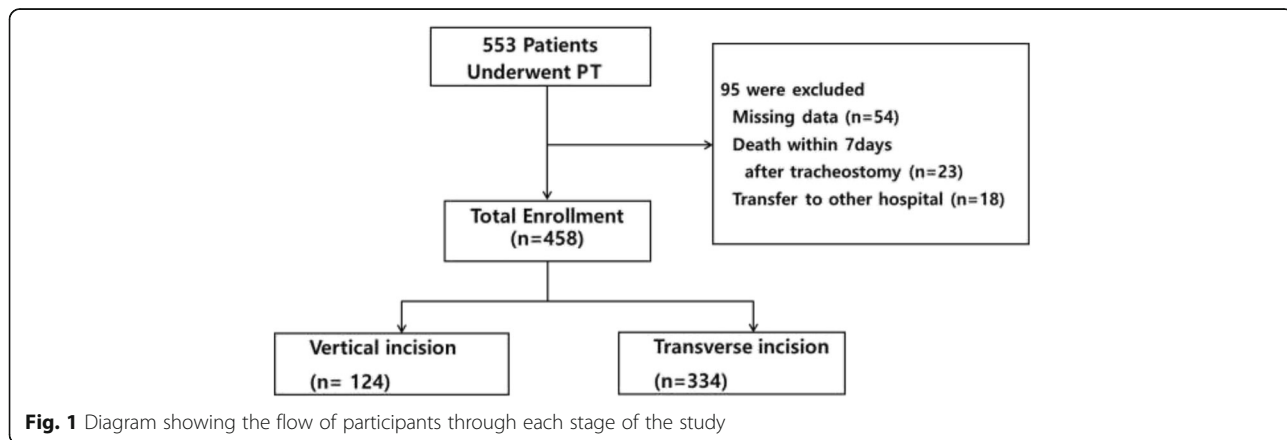 553 Patients
Underwent PT
95 were excluded
Missing data (n=54)
Death within 7days
after tracheostomy (n=23)
Transfer to other hospital (n=18)
Total Enrollment
(n=458)
Vertical incision
(n= 124)
Transverse incision
(n=334)
Fig. 1 Diagram showing the flow of participants through each stage of the study